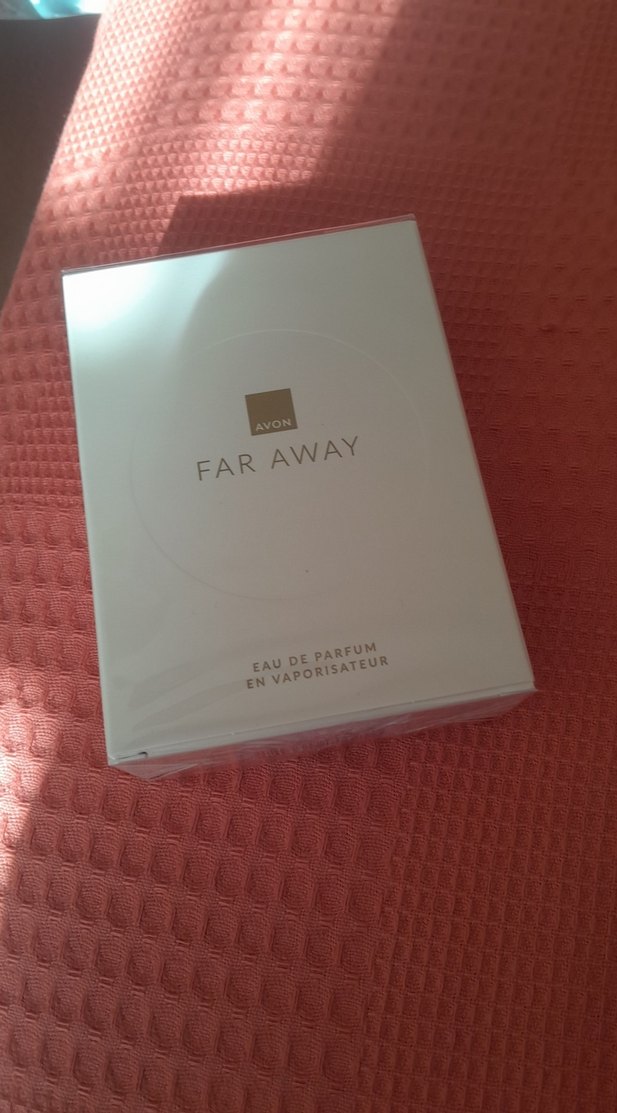 AVON
FAR AWAY
EAU DE PARFUM
EN VAPORISATEUR